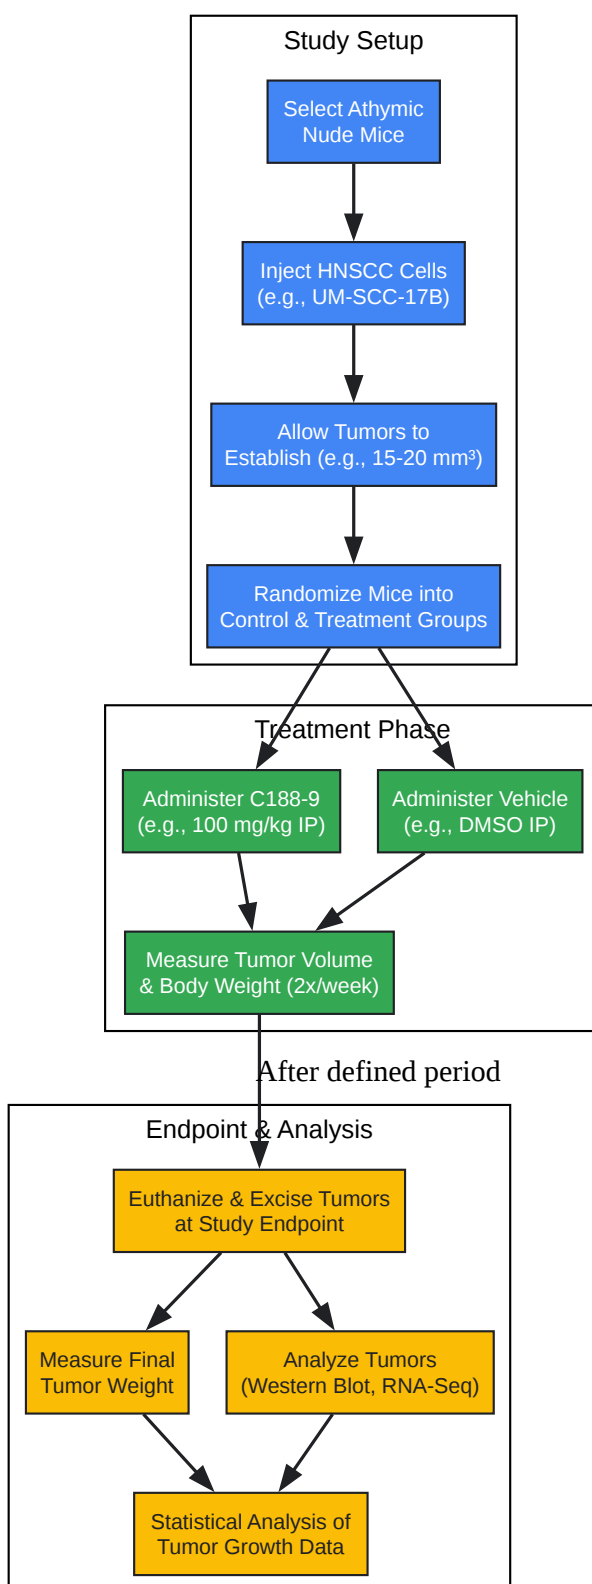 Study Setup
Select Athymic
Nude Mice
Inject HNSCC Cells
(e.g., UM-SCC-17B)
Allow Tumors to
Establish (e.g., 15-20 mm³)
Randomize Mice into
Control & Treatment Groups
Treatment Phase
Administer C188-9
(e.g., 100 mg/kg IP)
Administer Vehicle
(e.g., DMSO IP)
Measure Tumor Volume
& Body Weight (2x/week)
After defined period
Endpoint & Analysis
Euthanize & Excise Tumors
at Study Endpoint
Measure Final
Tumor Weight
Analyze Tumors
(Western Blot, RNA-Seq)
Statistical Analysis of
Tumor Growth Data